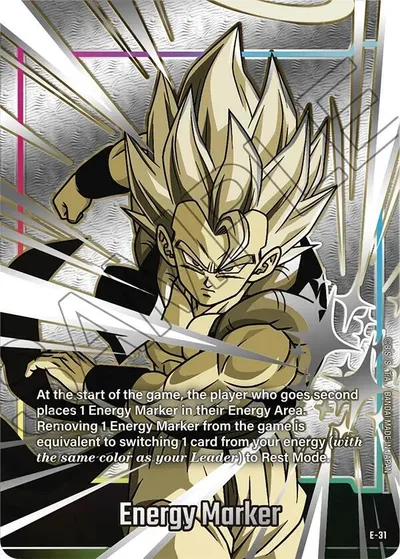 SAMPLE
At the start of the game, the player who goes second
places 1 Energy Marker in their Energy Area.
Removing 1 Energy Marker from the game is
equivalent to switching 1 card from your energy (with
the same color as your Leader) to Rest Mode.
Energy Marker
E-31